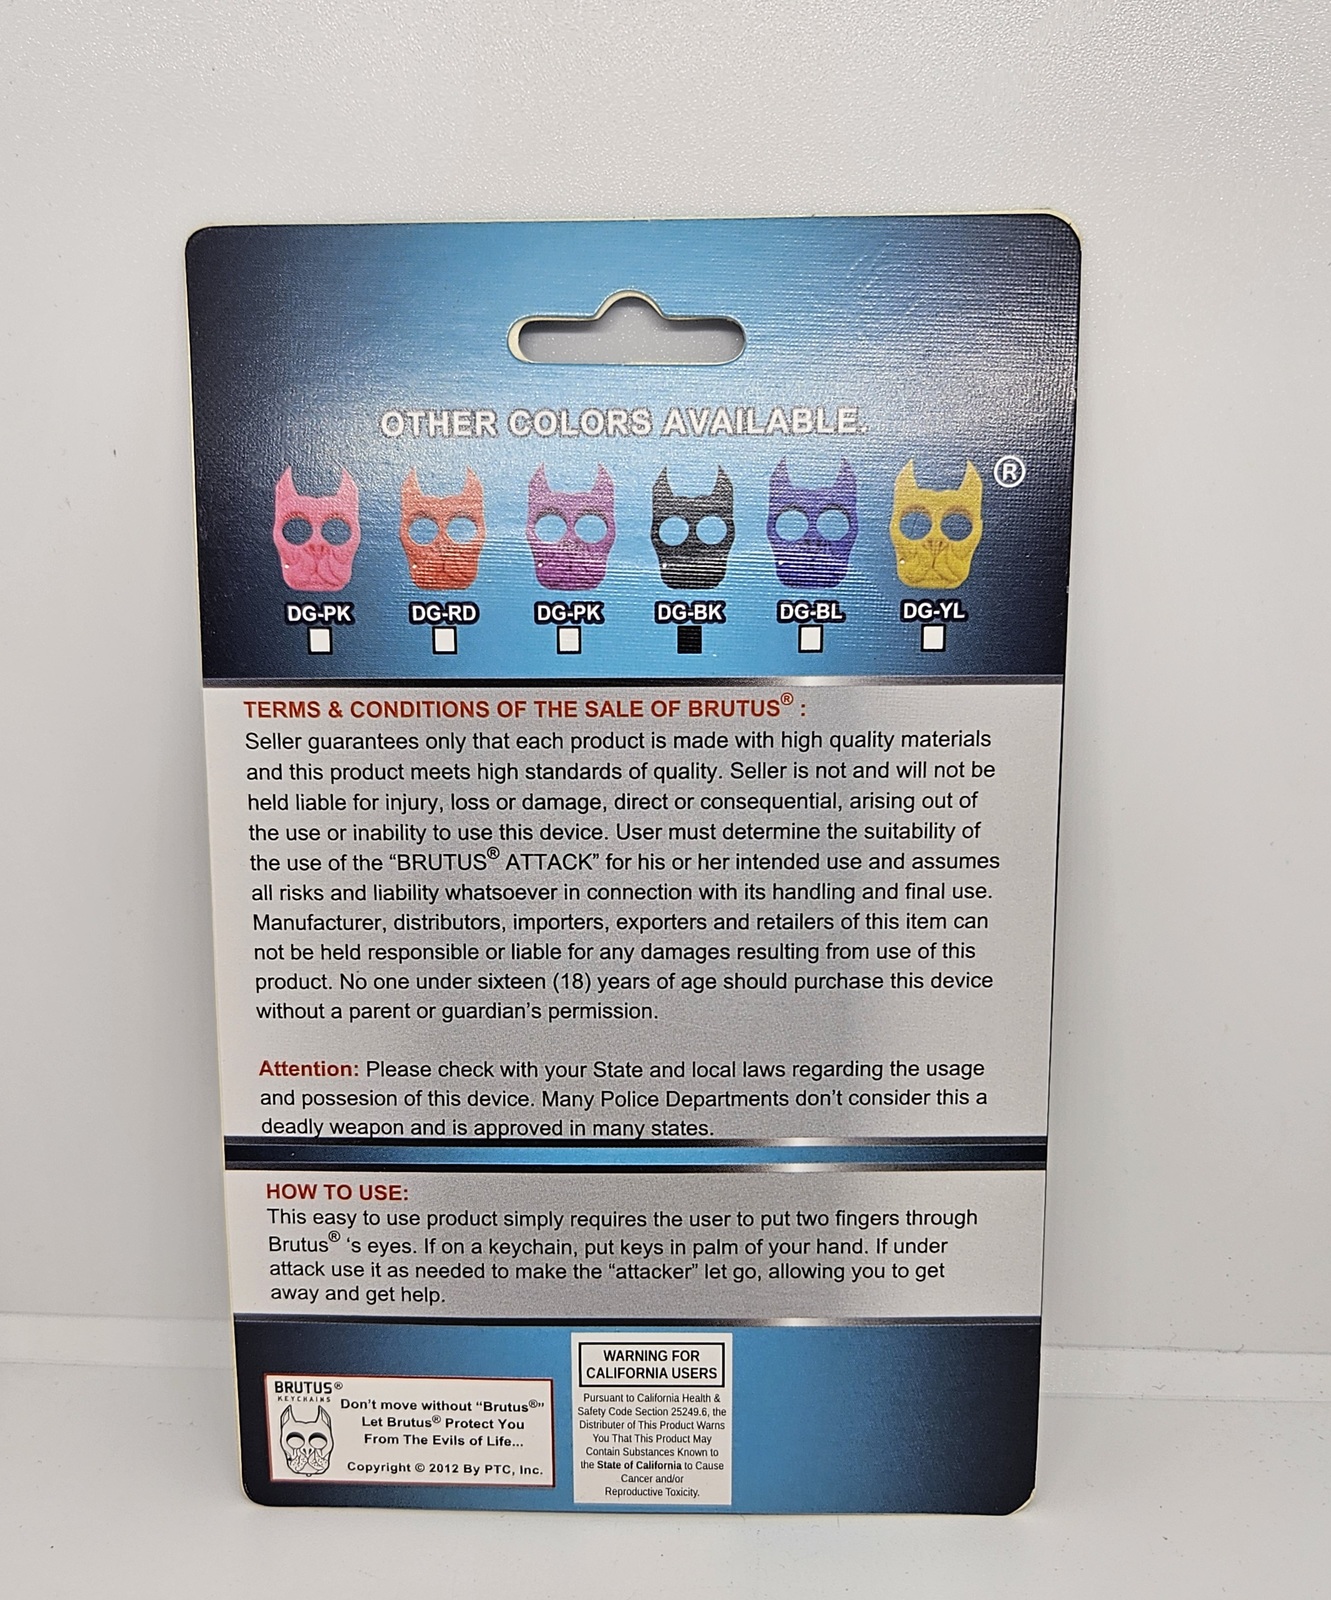 OTHER COLORS AVAILABLE.
®
DG-PK DG-RD DG-PK DG-BK DG-BL DG-YL
TERMS & CONDITIONS OF THE SALE OF BRUTUS® :
Seller guarantees only that each product is made with high quality materials
and this product meets high standards of quality. Seller is not and will not be
held liable for injury, loss or damage, direct or consequential, arising out of
the use or inability to use this device. User must determine the suitability of
the use of the “BRUTUS® ATTACK” for his or her intended use and assumes
all risks and liability whatsoever in connection with its handling and final use.
Manufacturer, distributors, importers, exporters and retailers of this item can
not be held responsible or liable for any damages resulting from use of this
product. No one under sixteen (18) years of age should purchase this device
without a parent or guardian’s permission.
Attention: Please check with your State and local laws regarding the usage
and possesion of this device. Many Police Departments don’t consider this a
deadly weapon and is approved in many states.
HOW TO USE:
This easy to use product simply requires the user to put two fingers through
Brutus® ‘s eyes. If on a keychain, put keys in palm of your hand. If under
attack use it as needed to make the “attacker” let go, allowing you to get
away and get help.
BRUTUS®
KEYCHAINS
Don’t move without “Brutus®”
Let Brutus® Protect You
From The Evils of Life...
Copyright © 2012 By PTC, Inc.
WARNING FOR
CALIFORNIA USERS
Pursuant to California Health &
Safety Code Section 25249.6, the
Distributer of This Product Warns
You That This Product May
Contain Substances Known to
the State of California to Cause
Cancer and/or
Reproductive Toxicity.